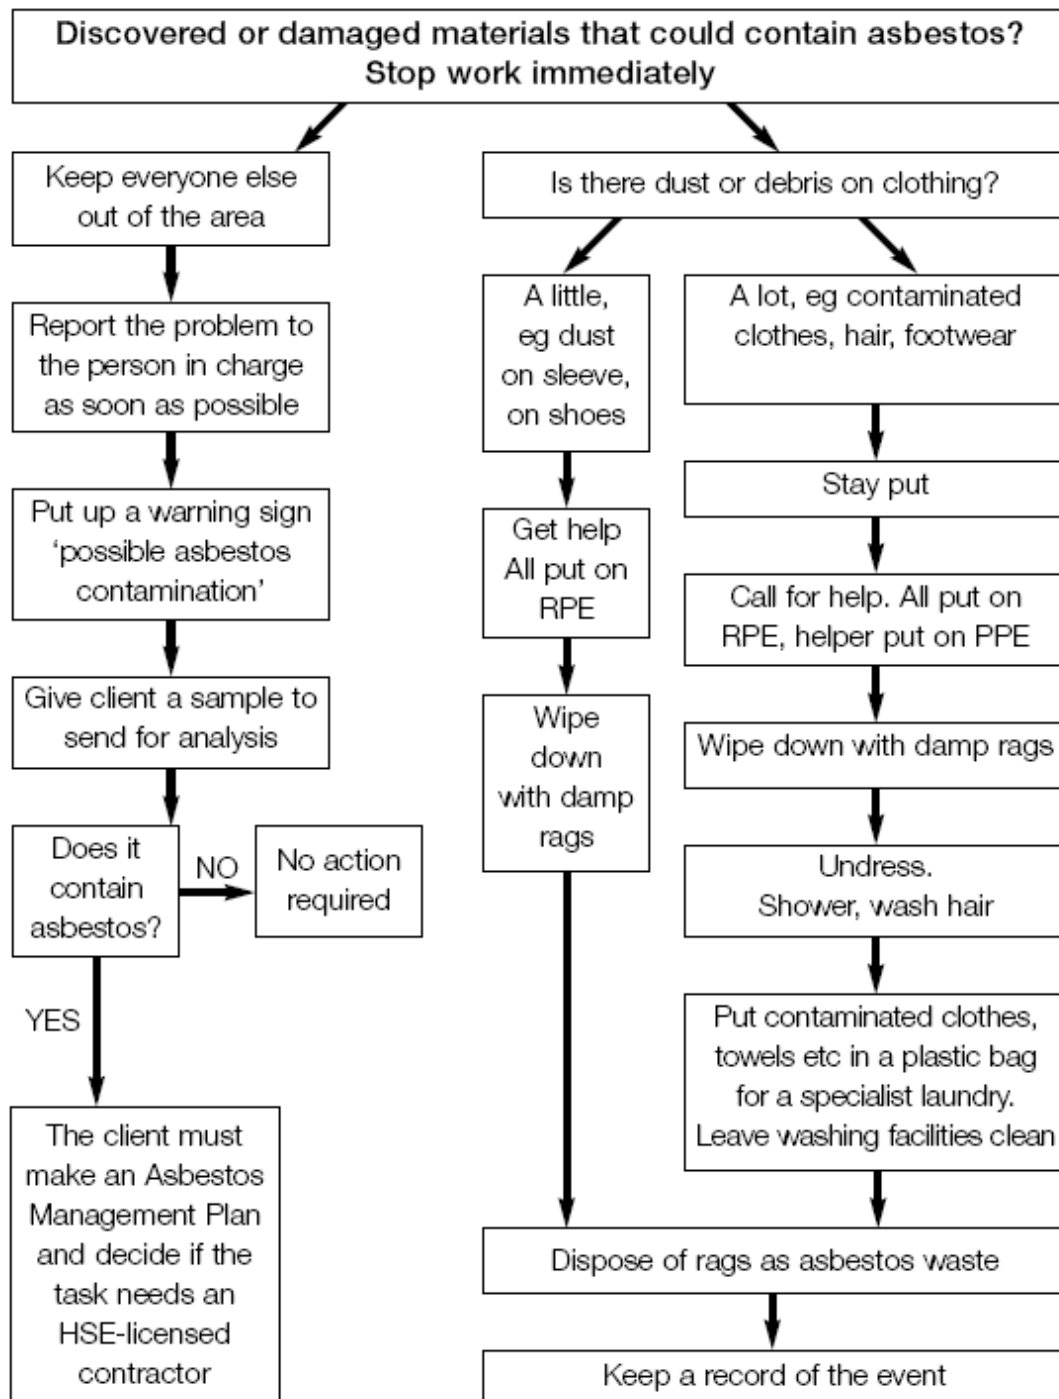 Discovered or damaged materials that could contain asbestos?
Stop work immediately
Keep everyone else
out of the area
Report the problem to
the person in charge
as soon as possible
Put up a warning sign
‘possible asbestos
contamination’
Give client a sample to
send for analysis
Does it
contain
asbestos?
NO
No action
required
YES
The client must
make an Asbestos
Management Plan
and decide if the
task needs an
HSE-licensed
contractor
Is there dust or debris on clothing?
A little,
eg dust
on sleeve,
on shoes
Get help
All put on
RPE
Wipe
down
with damp
rags
A lot, eg contaminated
clothes, hair, footwear
Stay put
Call for help. All put on
RPE, helper put on PPE
Wipe down with damp rags
Undress.
Shower, wash hair
Put contaminated clothes,
towels etc in a plastic bag
for a specialist laundry.
Leave washing facilities clean
Dispose of rags as asbestos waste
Keep a record of the event